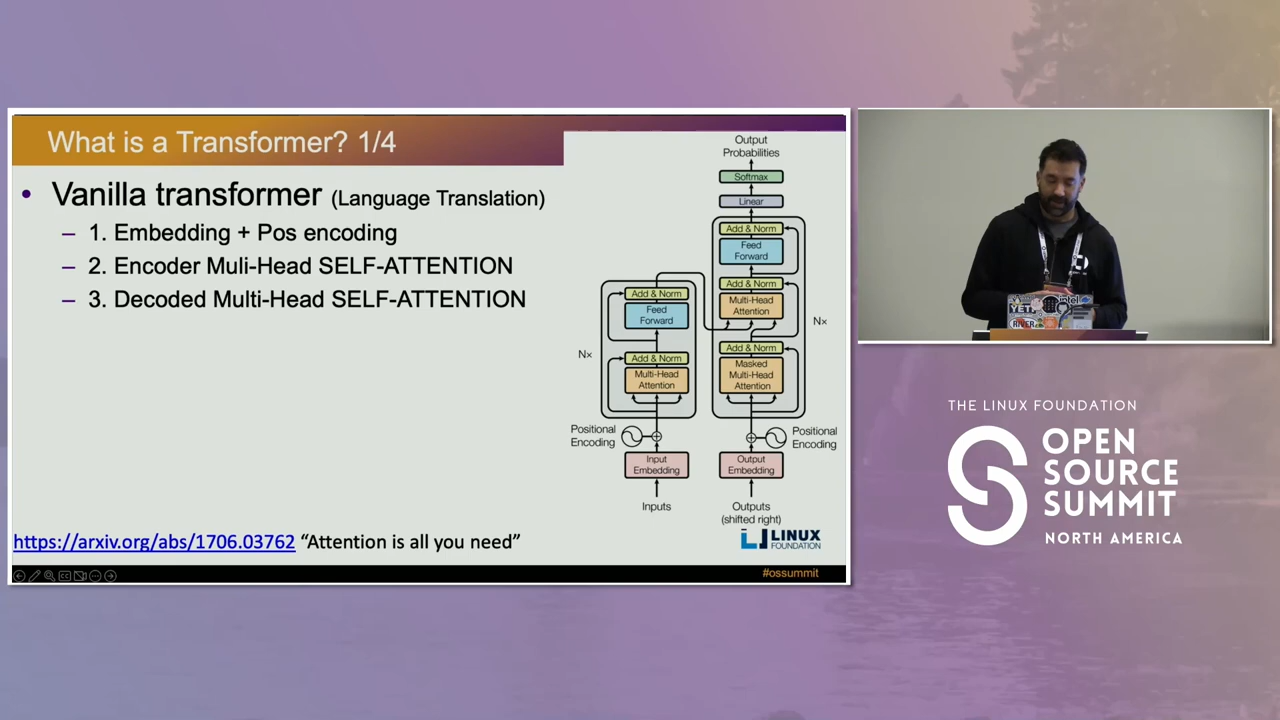 What is a Transformer? 1/4
• Vanilla transformer (Language Translation)
– 1. Embedding + Pos encoding
– 2. Encoder Muli-Head SELF-ATTENTION
– 3. Decoded Multi-Head SELF-ATTENTION
https://arxiv.org/abs/1706.03762 “Attention is all you need”
Output
Probabilities
Softmax
Linear
Add & Norm
Feed
Forward
Add & Norm
Multi-Head
Attention
Nx
Add & Norm
Masked
Multi-Head
Attention
Add & Norm
Feed
Forward
Nx
Add & Norm
Multi-Head
Attention
Positional
Encoding
Positional
Encoding
Input
Embedding
Output
Embedding
Inputs
Outputs
(shifted right)
LINUX
FOUNDATION
#ossummit
YETI
intel
RIVER
THE LINUX FOUNDATION
OPEN
SOURCE
SUMMIT
NORTH AMERICA